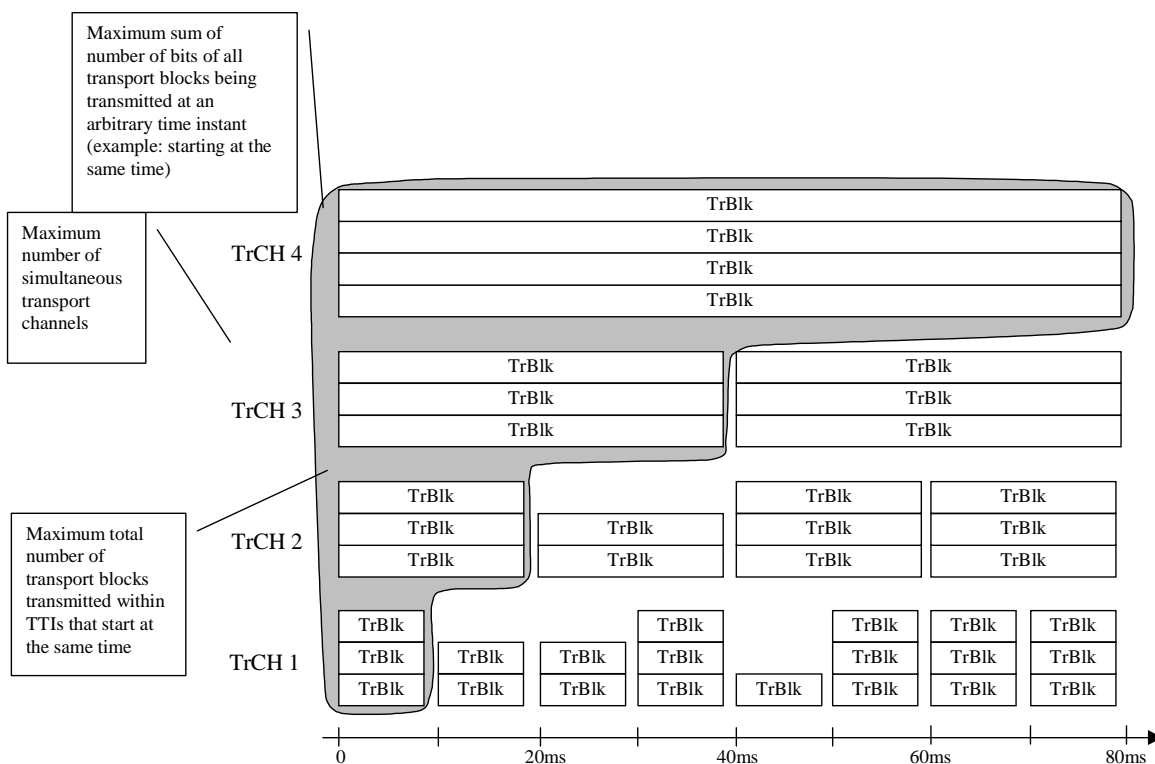 Maximum sum of
number of bits of all
transport blocks being
transmitted at an
arbitrary time instant
(example: starting at the
same time)
Maximum
number of
simultaneous
transport
channels
TrCH 4
TrBlk
TrBlk
TrBlk
TrBlk
TrCH 3
TrBlk TrBlk
TrBlk TrBlk
TrBlk TrBlk
Maximum total
number of
transport blocks
transmitted within
TTIs that start at
the same time
TrCH 2
TrBlk TrBlk TrBlk
TrBlk TrBlk TrBlk TrBlk
TrBlk TrBlk TrBlk TrBlk
TrCH 1
TrBlk TrBlk TrBlk TrBlk TrBlk
TrBlk TrBlk TrBlk TrBlk TrBlk TrBlk TrBlk
TrBlk TrBlk TrBlk TrBlk TrBlk TrBlk TrBlk TrBlk
0 20ms 40ms 60ms 80ms